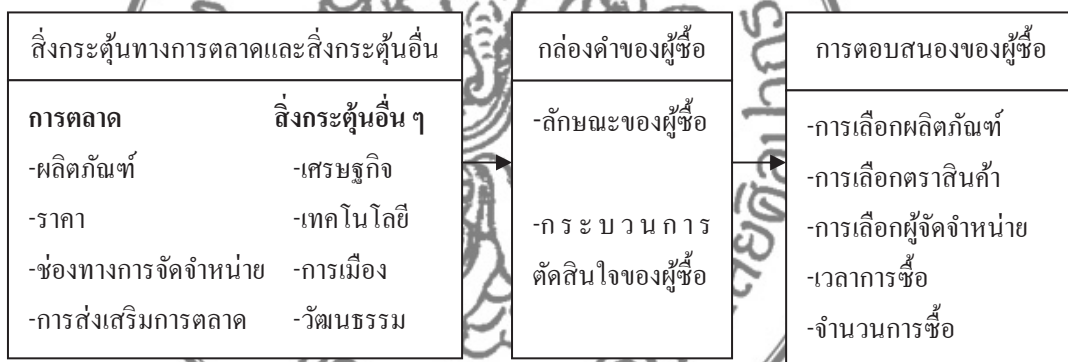 สิ่งกระตุ้นทางการตลาดและสิ่งกระตุ้นอื่น
การตลาด สิ่งกระตุ้นอื่น ๆ
-ผลิตภัณฑ์ -เศรษฐกิจ
-ราคา -เทคโนโลยี
-ช่องทางการจัดจำหน่าย -การเมือง
-การส่งเสริมการตลาด -วัฒนธรรม
กล่องดำของผู้ซื้อ
-ลักษณะของผู้ซื้อ
-กระบวนการ
ตัดสินใจของผู้ซื้อ
การตอบสนองของผู้ซื้อ
-การเลือกผลิตภัณฑ์
-การเลือกตราสินค้า
-การเลือกผู้จัดจำหน่าย
-เวลาการซื้อ
-จำนวนการซื้อ